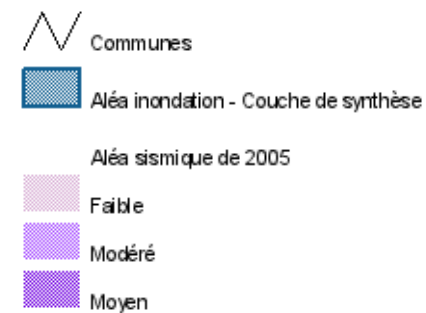 Communes
Aléa inondation - Couche de synthèse
Aléa sismique de 2005
Faible
Modéré
Moyen